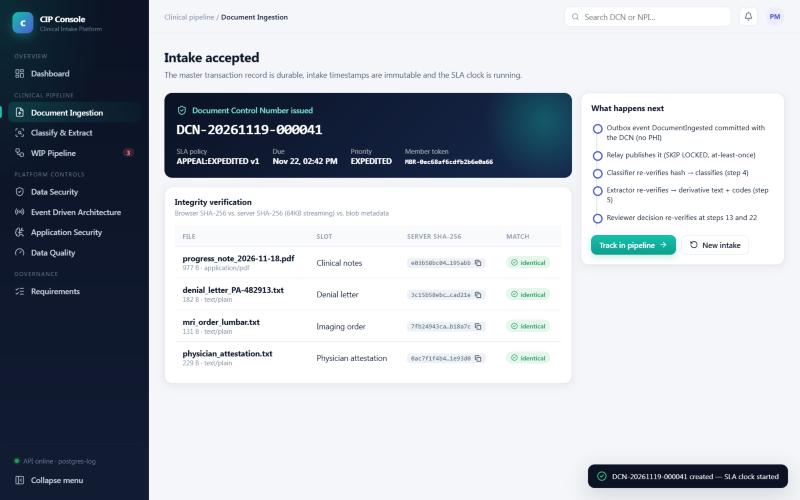 C
CIP Console
Clinical Intake Platform
OVERVIEW
Dashboard
CLINICAL PIPELINE
Document Ingestion
Classify & Extract
WIP Pipeline
3
PLATFORM CONTROLS
Data Security
Event Driven Architecture
Application Security
Data Quality
GOVERNANCE
Requirements
API online · postgres-log
Collapse menu
Clinical pipeline / Document Ingestion
Search DCN or NPI...
PM
Intake accepted
The master transaction record is durable, intake timestamps are immutable and the SLA clock is running.
Document Control Number issued
DCN-20261119-000041
SLA policy
APPEAL:EXPEDITED v1
Due
Nov 22, 02:42 PM
Priority
EXPEDITED
Member token
MBR-0ec68af6cdfb2b6e0a66
Integrity verification
Browser SHA-256 vs. server SHA-256 (64KB streaming) vs. blob metadata
FILE SLOT SERVER SHA-256 MATCH
progress_note_2026-11-18.pdf
977 B · application/pdf
Clinical notes
e03b50bc04…195abb
identical
denial_letter_PA-482913.txt
182 B · text/plain
Denial letter
3c15b50ebc…cad21e
identical
mri_order_lumbar.txt
131 B · text/plain
Imaging order
7fb24943ca…b18a7c
identical
physician_attestation.txt
229 B · text/plain
Physician attestation
0ac7f1f4b4…1e93d0
identical
What happens next
Outbox event DocumentIngested committed with
the DCN (no PHI)
Relay publishes it (SKIP LOCKED, at-least-once)
Classifier re-verifies hash → classifies (step 4)
Extractor re-verifies → derivative text + codes (step
5)
Reviewer decision re-verifies at steps 13 and 22
Track in pipeline →
New intake
DCN-20261119-000041 created — SLA clock started